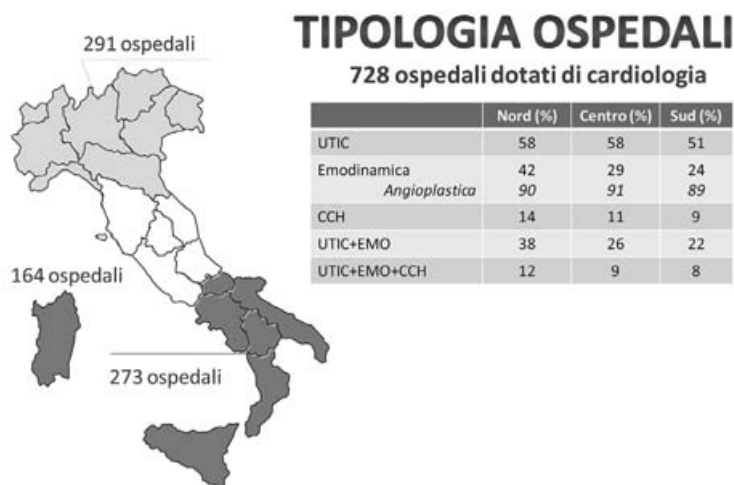 291 ospedali
TIPOLOGIA OSPEDALI
728 ospedali dotati di cardiologia
Nord (%) Centro (%) Sud (%)
UTIC 58 58 51
Emodinamica 42 29 24
Angioplastica 90 91 89
CCH 14 11 9
UTIC+EMO 38 26 22
UTIC+EMO+CCH 12 9 8
164 ospedali
273 ospedali